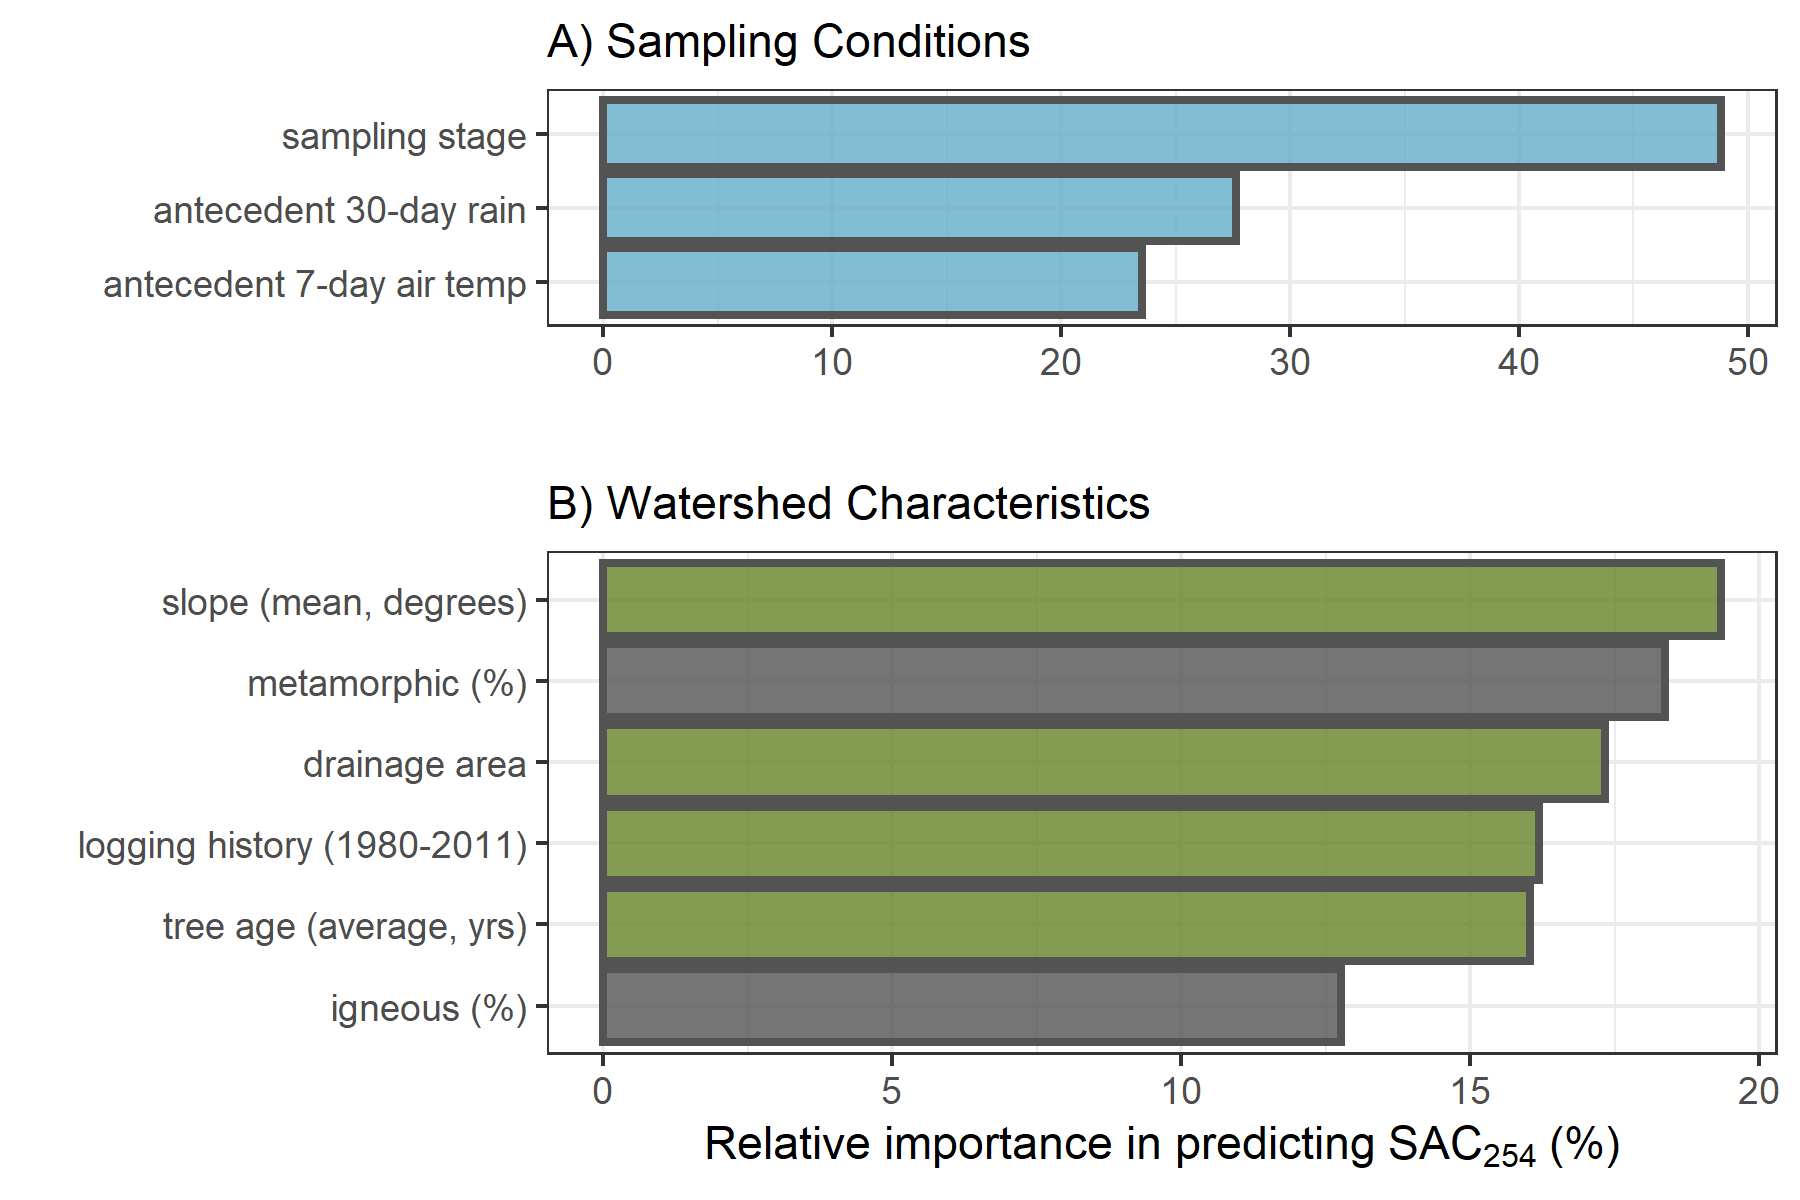 A) Sampling Conditions
sampling stage
antecedent 30-day rain
antecedent 7-day air temp
0 10 20 30 40 50
B) Watershed Characteristics
slope (mean, degrees)
metamorphic (%)
drainage area
logging history (1980-2011)
tree age (average, yrs)
igneous (%)
0 5 10 15 20
Relative importance in predicting SAC₂₅₄ (%)